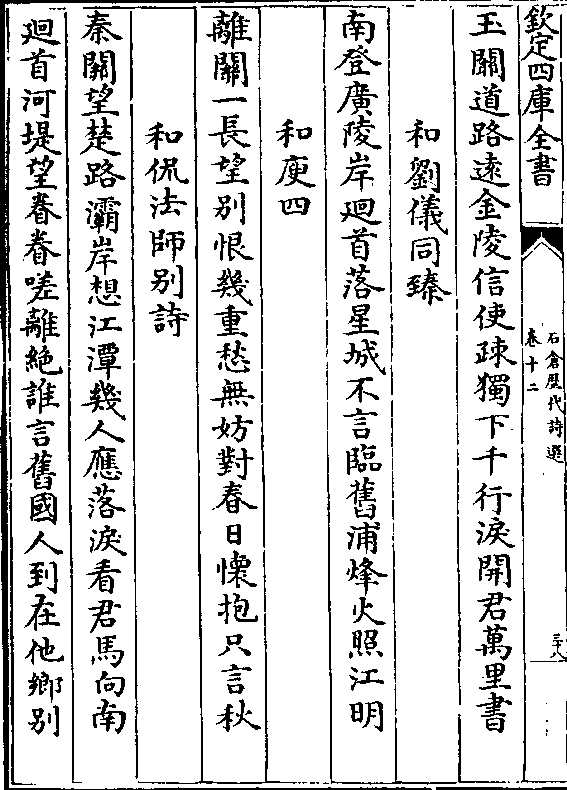 欽定四庫全書
石倉歷代詩選
卷十二
三十八
玉關道路逺金陵信使疎獨下千行淚開君萬里書
和劉儀同臻
南登廣陵岸廻首落星城不言臨舊浦烽火照江明
和庾四
離關一長望别恨幾重愁無妨對春日懷抱只言秋
和侃法師别詩
秦關望楚路灞岸想江潭幾人應落淚看君馬向南
廻首河堤望眷眷嗟離絶誰言舊國人到在他鄉别